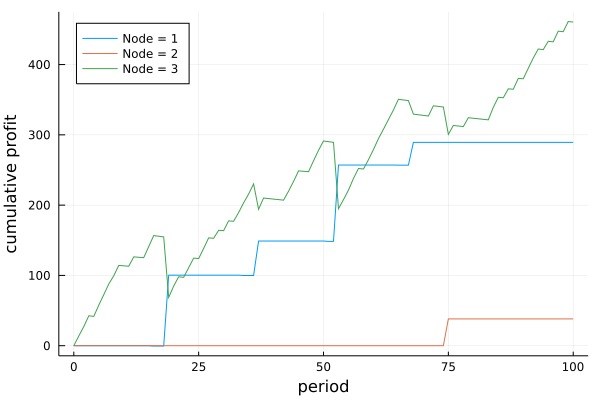 Node = 1
Node = 2
Node = 3
cumulative profit
400
300
200
100
0
0 25 50 75 100
period